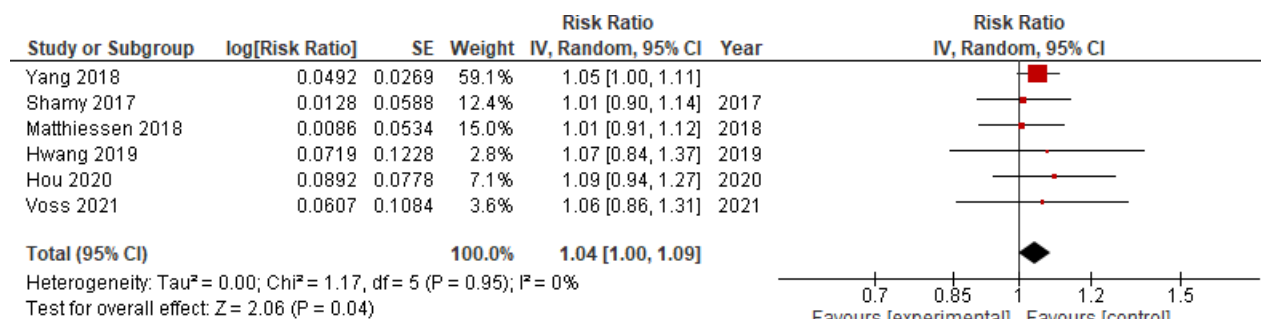 Risk Ratio Risk Ratio
Study or Subgroup log[Risk Ratio] SE Weight IV, Random, 95% CI Year IV, Random, 95% CI
Yang 2018 0.0492 0.0269 59.1% 1.05 [1.00, 1.11]
Shamy 2017 0.0128 0.0588 12.4% 1.01 [0.90, 1.14] 2017
Matthiessen 2018 0.0086 0.0534 15.0% 1.01 [0.91, 1.12] 2018
Hwang 2019 0.0719 0.1228 2.8% 1.07 [0.84, 1.37] 2019
Hou 2020 0.0892 0.0778 7.1% 1.09 [0.94, 1.27] 2020
Voss 2021 0.0607 0.1084 3.6% 1.06 [0.86, 1.31] 2021
Total (95% CI) 100.0% 1.04 [1.00, 1.09]
Heterogeneity: Tau² = 0.00; Chi² = 1.17, df = 5 (P = 0.95); I² = 0%
Test for overall effect: Z = 2.06 (P = 0.04)
0.7 0.85 1 1.2 1.5
Favours [experimental] Favours [control]